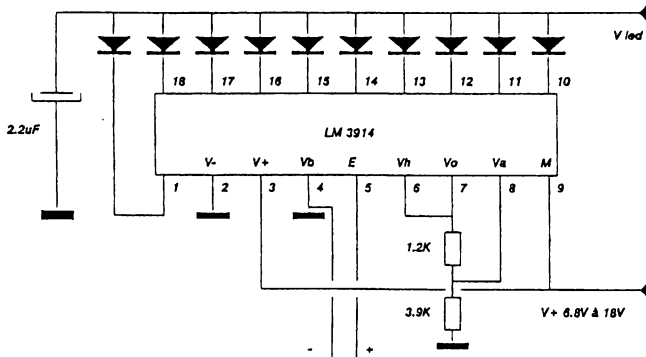 V led
18 17 16 15 14 13 12 11 10
2.2uF
LM 3914
V- V+ Vb E Vh Vo Va M
1 2 3 4 5 6 7 8 9
1.2K
3.9K
V+ 6.8V à 18V
- +